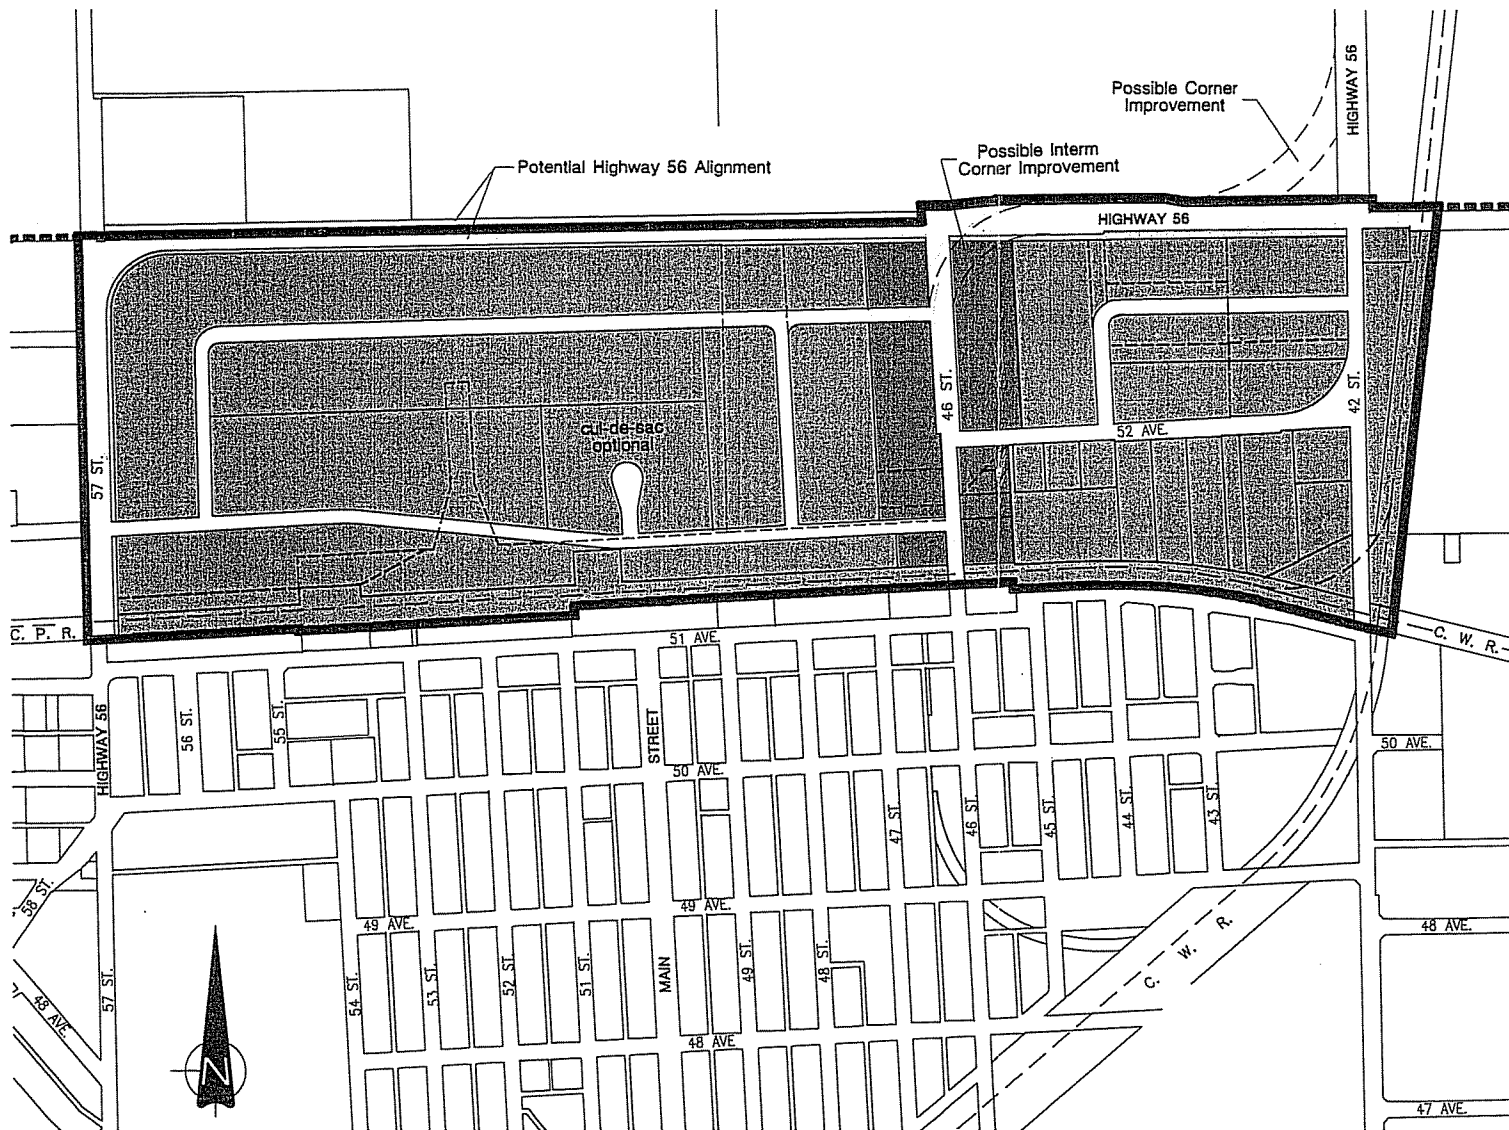 HIGHWAY 56
Possible Corner
Improvement
Possible Interm
Corner Improvement
Potential Highway 56 Alignment
HIGHWAY 56
46 ST.
42 ST.
52 AVE.
cul-de-sac
optional
57 ST.
C. P. R.
C. W. R.
51 AVE.
HIGHWAY 56
56 ST.
55 ST.
STREET
50 AVE.
50 AVE.
47 ST.
46 ST.
45 ST.
44 ST.
43 ST.
58 ST.
49 AVE.
49 AVE.
48 AVE.
48 AVE.
57 ST.
54 ST.
53 ST.
52 ST.
51 ST.
MAIN
49 ST.
48 ST.
C. W. R.
48 AVE
N
47 AVE.